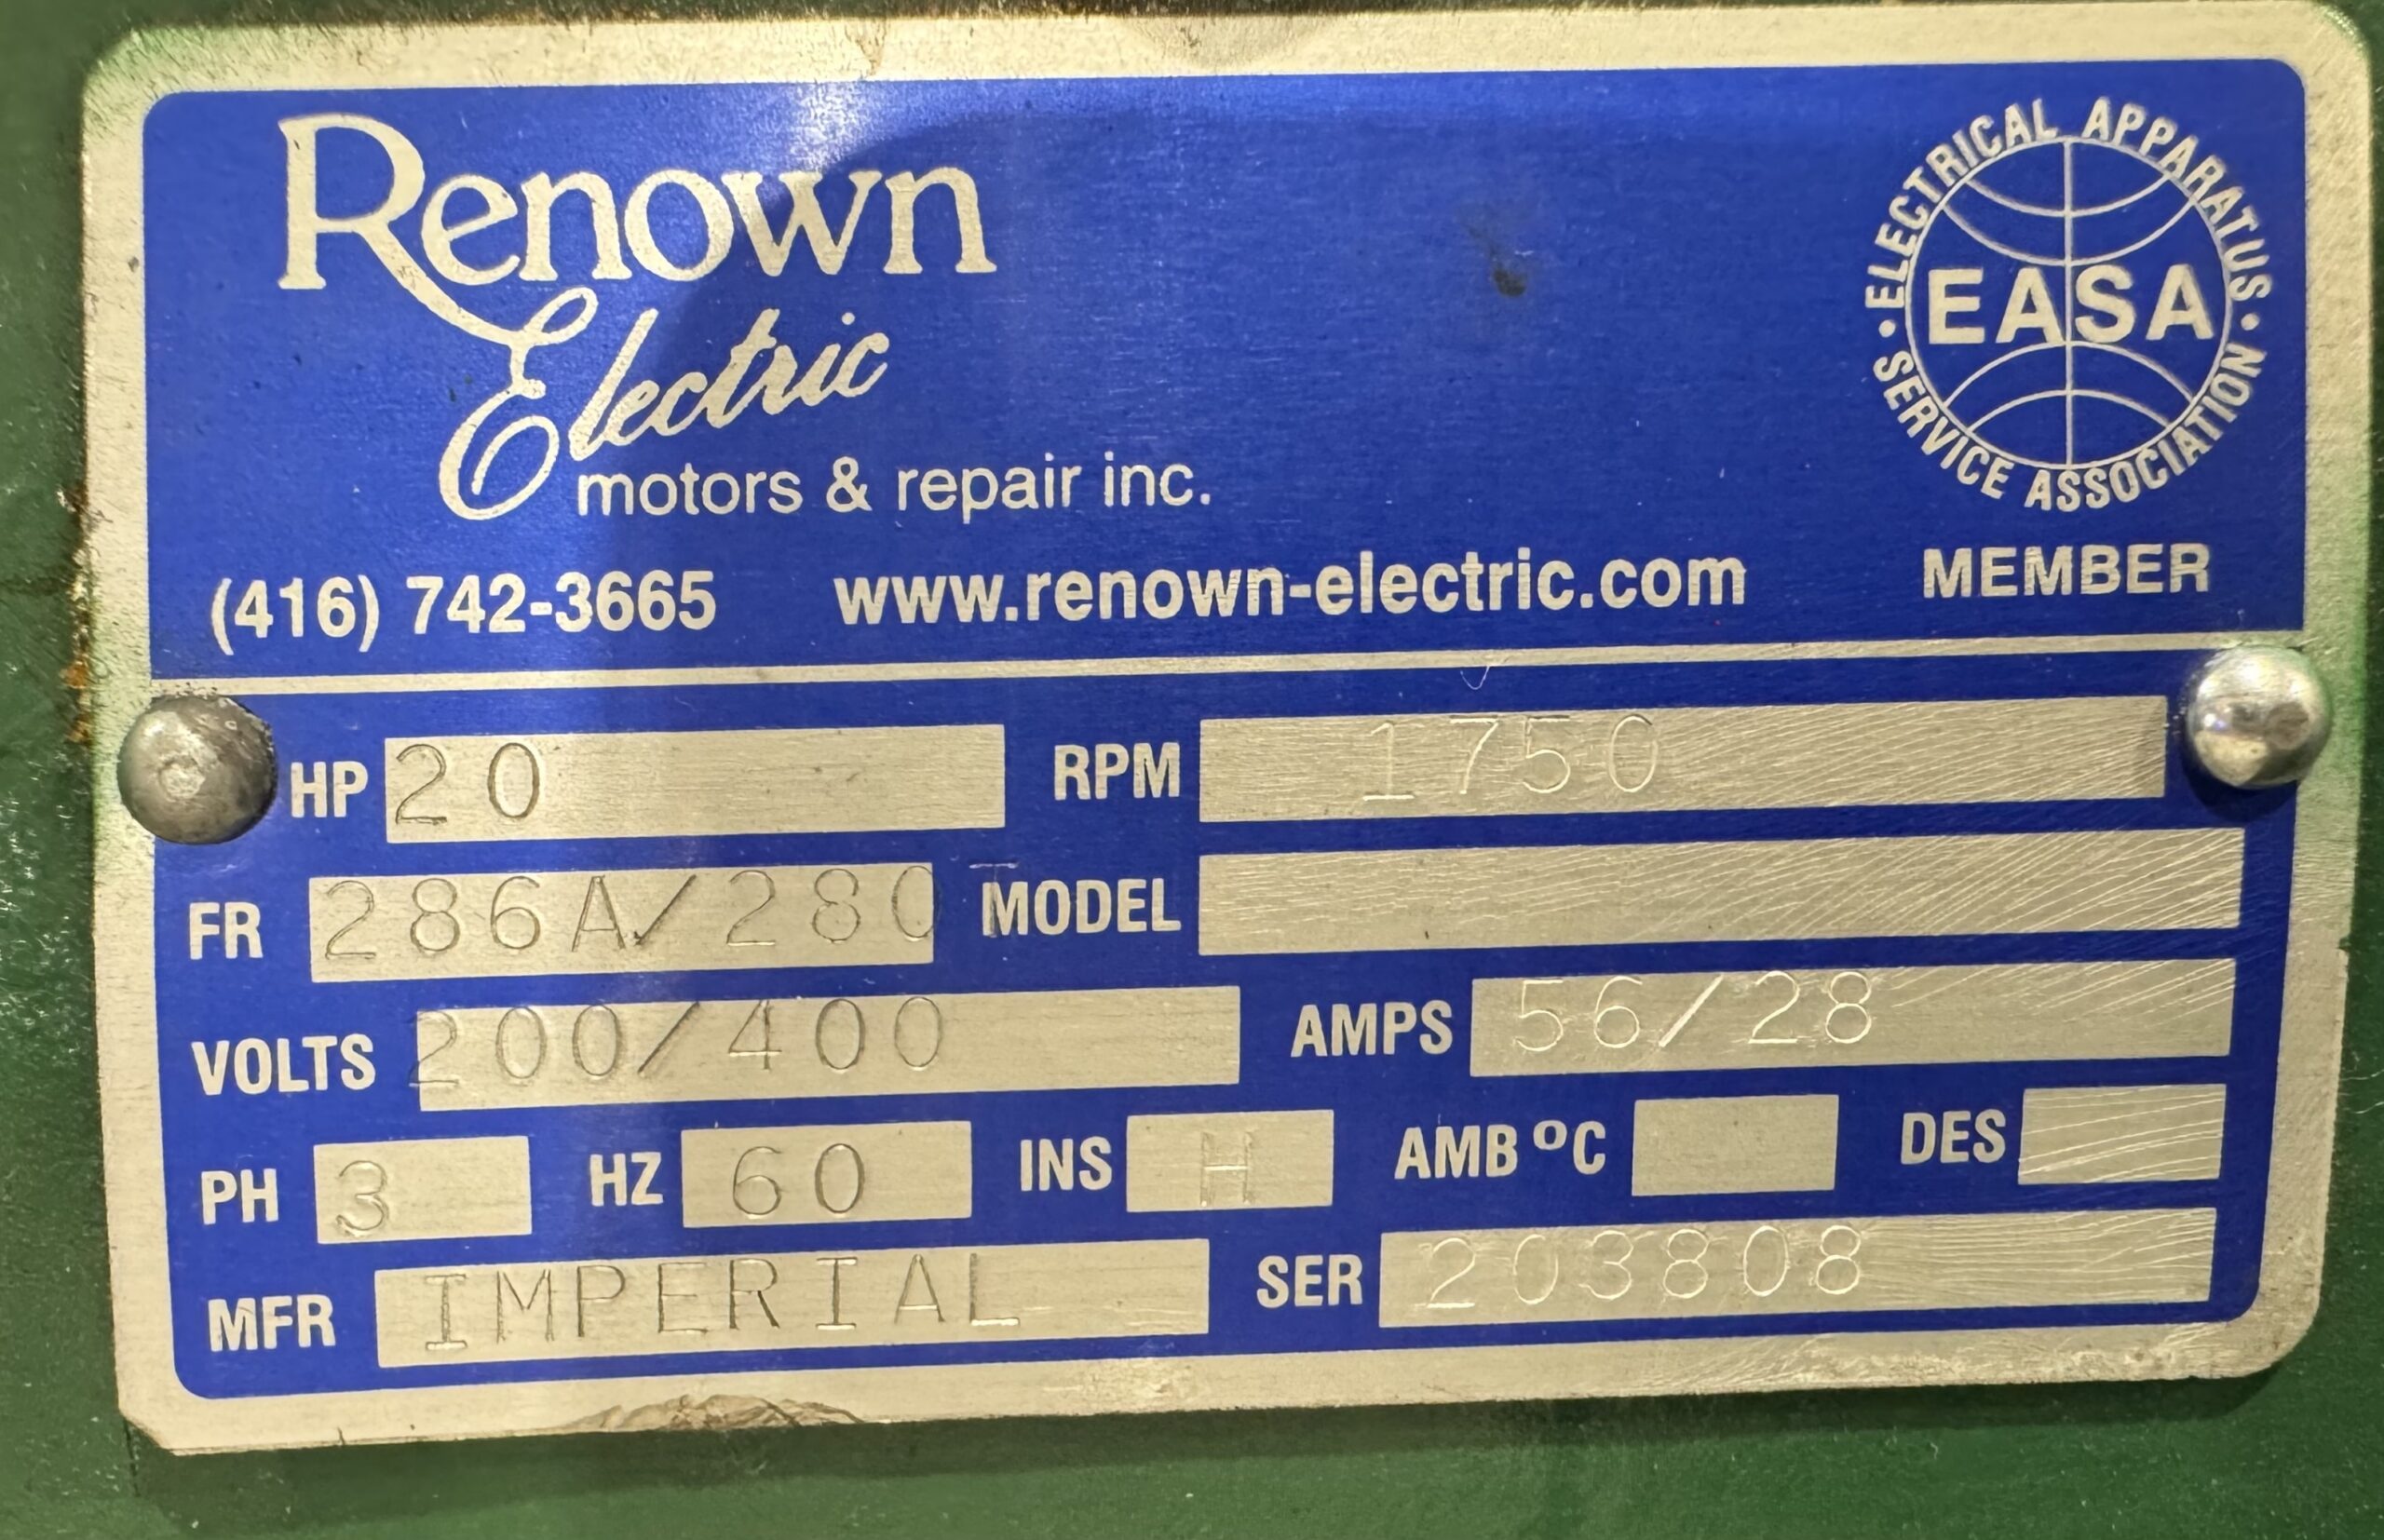 Renown
Electric
motors & repair inc.
ELECTRICAL APPARATUS
EASA
SERVICE ASSOCIATION
MEMBER
(416) 742-3665 www.renown-electric.com
HP 20 RPM 1750
FR 286A/280T MODEL
VOLTS 200/400 AMPS 56/28
PH 3 HZ 60 INS H AMB °C DES
MFR IMPERIAL SER 203808